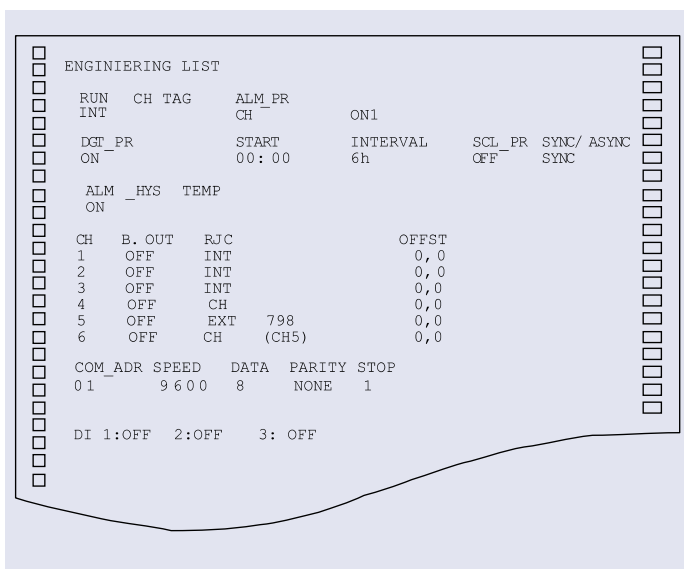 ENGINIERING LIST
RUN CH TAG ALM_PR
INT CH ON1
DGT_PR START INTERVAL SCL_PR SYNC/ ASYNC
ON 00:00 6h OFF SYNC
ALM _HYS TEMP
ON
CH B.OUT RJC OFFST
1 OFF INT 0,0
2 OFF INT 0,0
3 OFF INT 0,0
4 OFF CH 0,0
5 OFF EXT 798 0,0
6 OFF CH (CH5) 0,0
COM_ADR SPEED DATA PARITY STOP
01 9600 8 NONE 1
DI 1:OFF 2:OFF 3: OFF